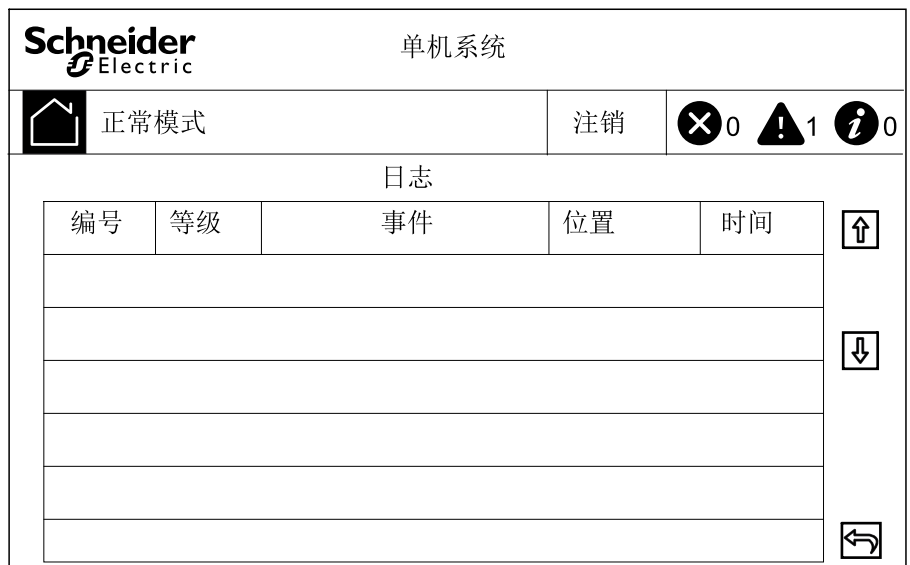 Schneider
Electric
单机系统
正常模式 注销 0 1 0
日志
编号 等级 事件 位置 时间